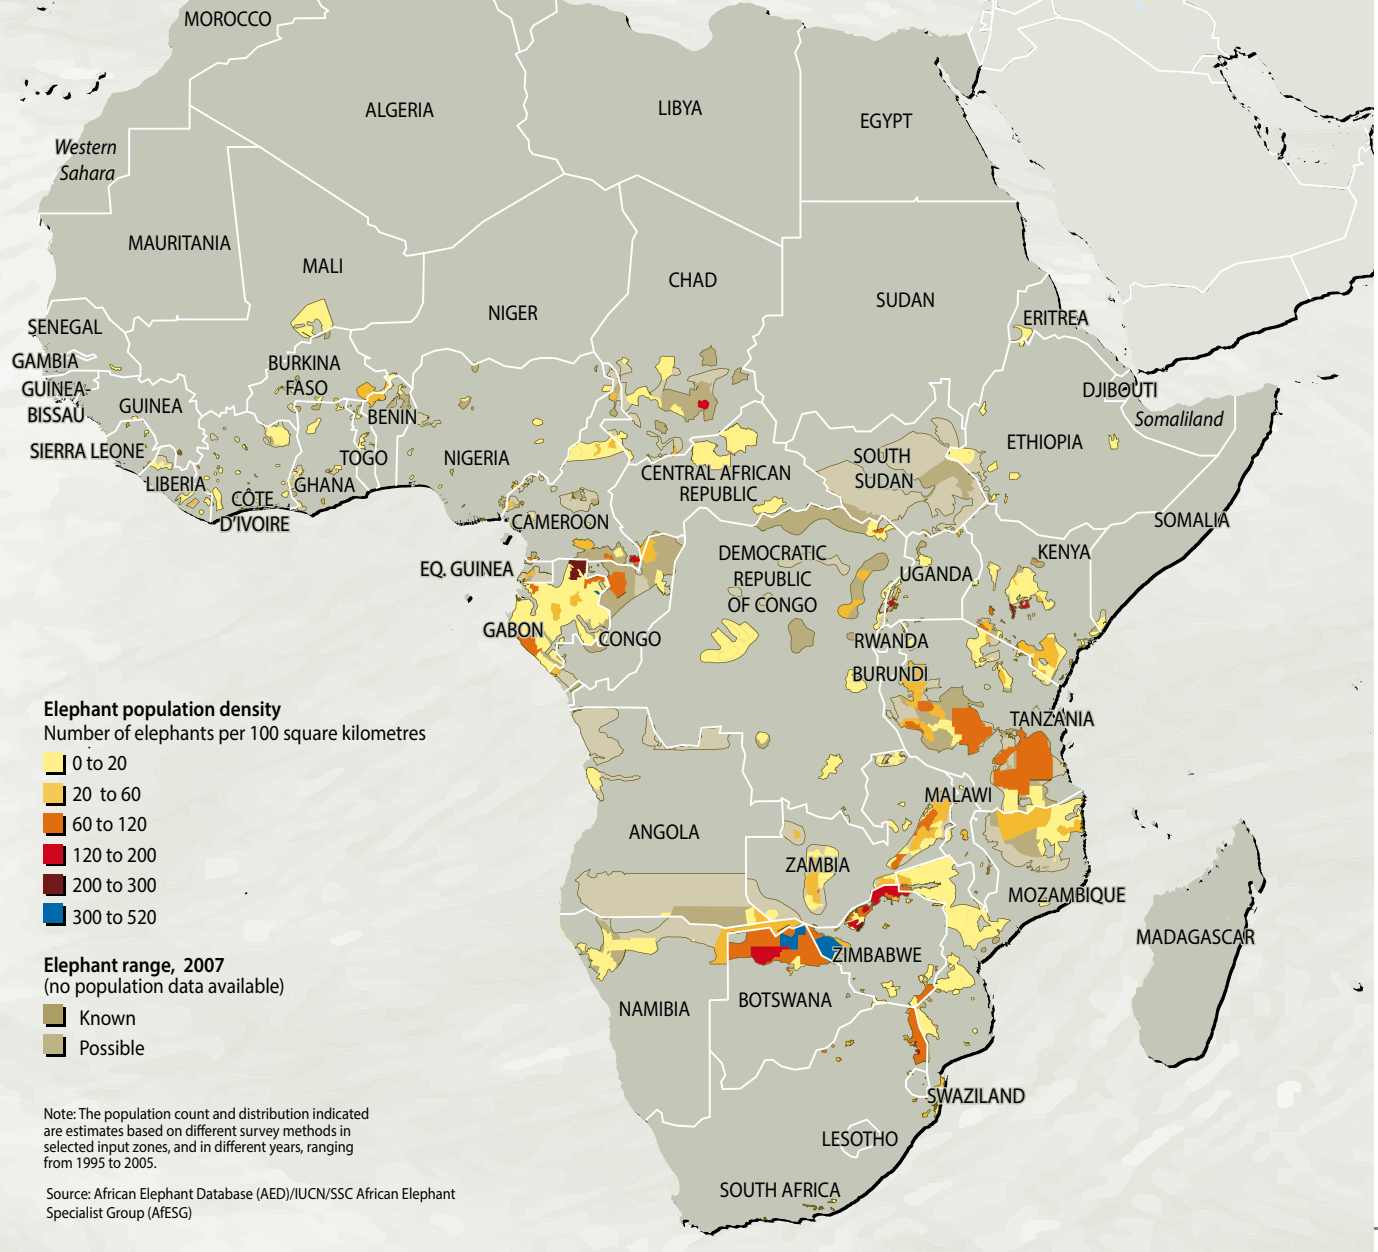 MOROCCO
ALGERIA
LIBYA
EGYPT
Western
Sahara
MAURITANIA
MALI
NIGER
CHAD
SUDAN
ERITREA
SENEGAL
GAMBIA
GUINEA-
BISSAU
GUINEA
BURKINA
FASO
BENIN
DJIBOUTI
Somaliland
SIERRA LEONE
LIBERIA
CÔTE
D'IVOIRE
GHANA
TOGO
NIGERIA
CENTRAL AFRICAN
REPUBLIC
SOUTH
SUDAN
ETHIOPIA
SOMALIA
CAMEROON
EQ. GUINEA
DEMOCRATIC
REPUBLIC
OF CONGO
UGANDA
KENYA
GABON
CONGO
RWANDA
BURUNDI
TANZANIA
MALAWI
ANGOLA
ZAMBIA
MOZAMBIQUE
MADAGASCAR
ZIMBABWE
NAMIBIA
BOTSWANA
SWAZILAND
LESOTHO
SOUTH AFRICA
Elephant population density
Number of elephants per 100 square kilometres
0 to 20
20 to 60
60 to 120
120 to 200
200 to 300
300 to 520
Elephant range, 2007
(no population data available)
Known
Possible
Note: The population count and distribution indicated
are estimates based on different survey methods in
selected input zones, and in different years, ranging
from 1995 to 2005.
Source: African Elephant Database (AED)/IUCN/SSC African Elephant
Specialist Group (AfESG)